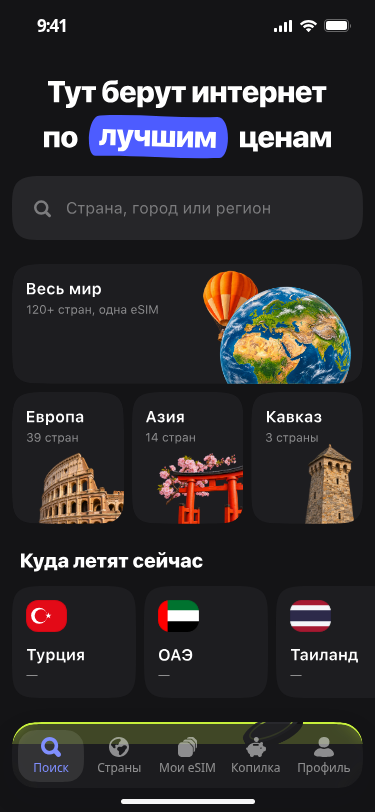 9:41
Тут берут интернет
по лучшим ценам
Страна, город или регион
Весь мир
120+ стран, одна eSIM
Европа
39 стран
Азия
14 стран
Кавказ
3 страны
Куда летят сейчас
Турция
—
ОАЭ
—
Таиланд
—
Поиск
Страны
Мои eSIM
Копилка
Профиль